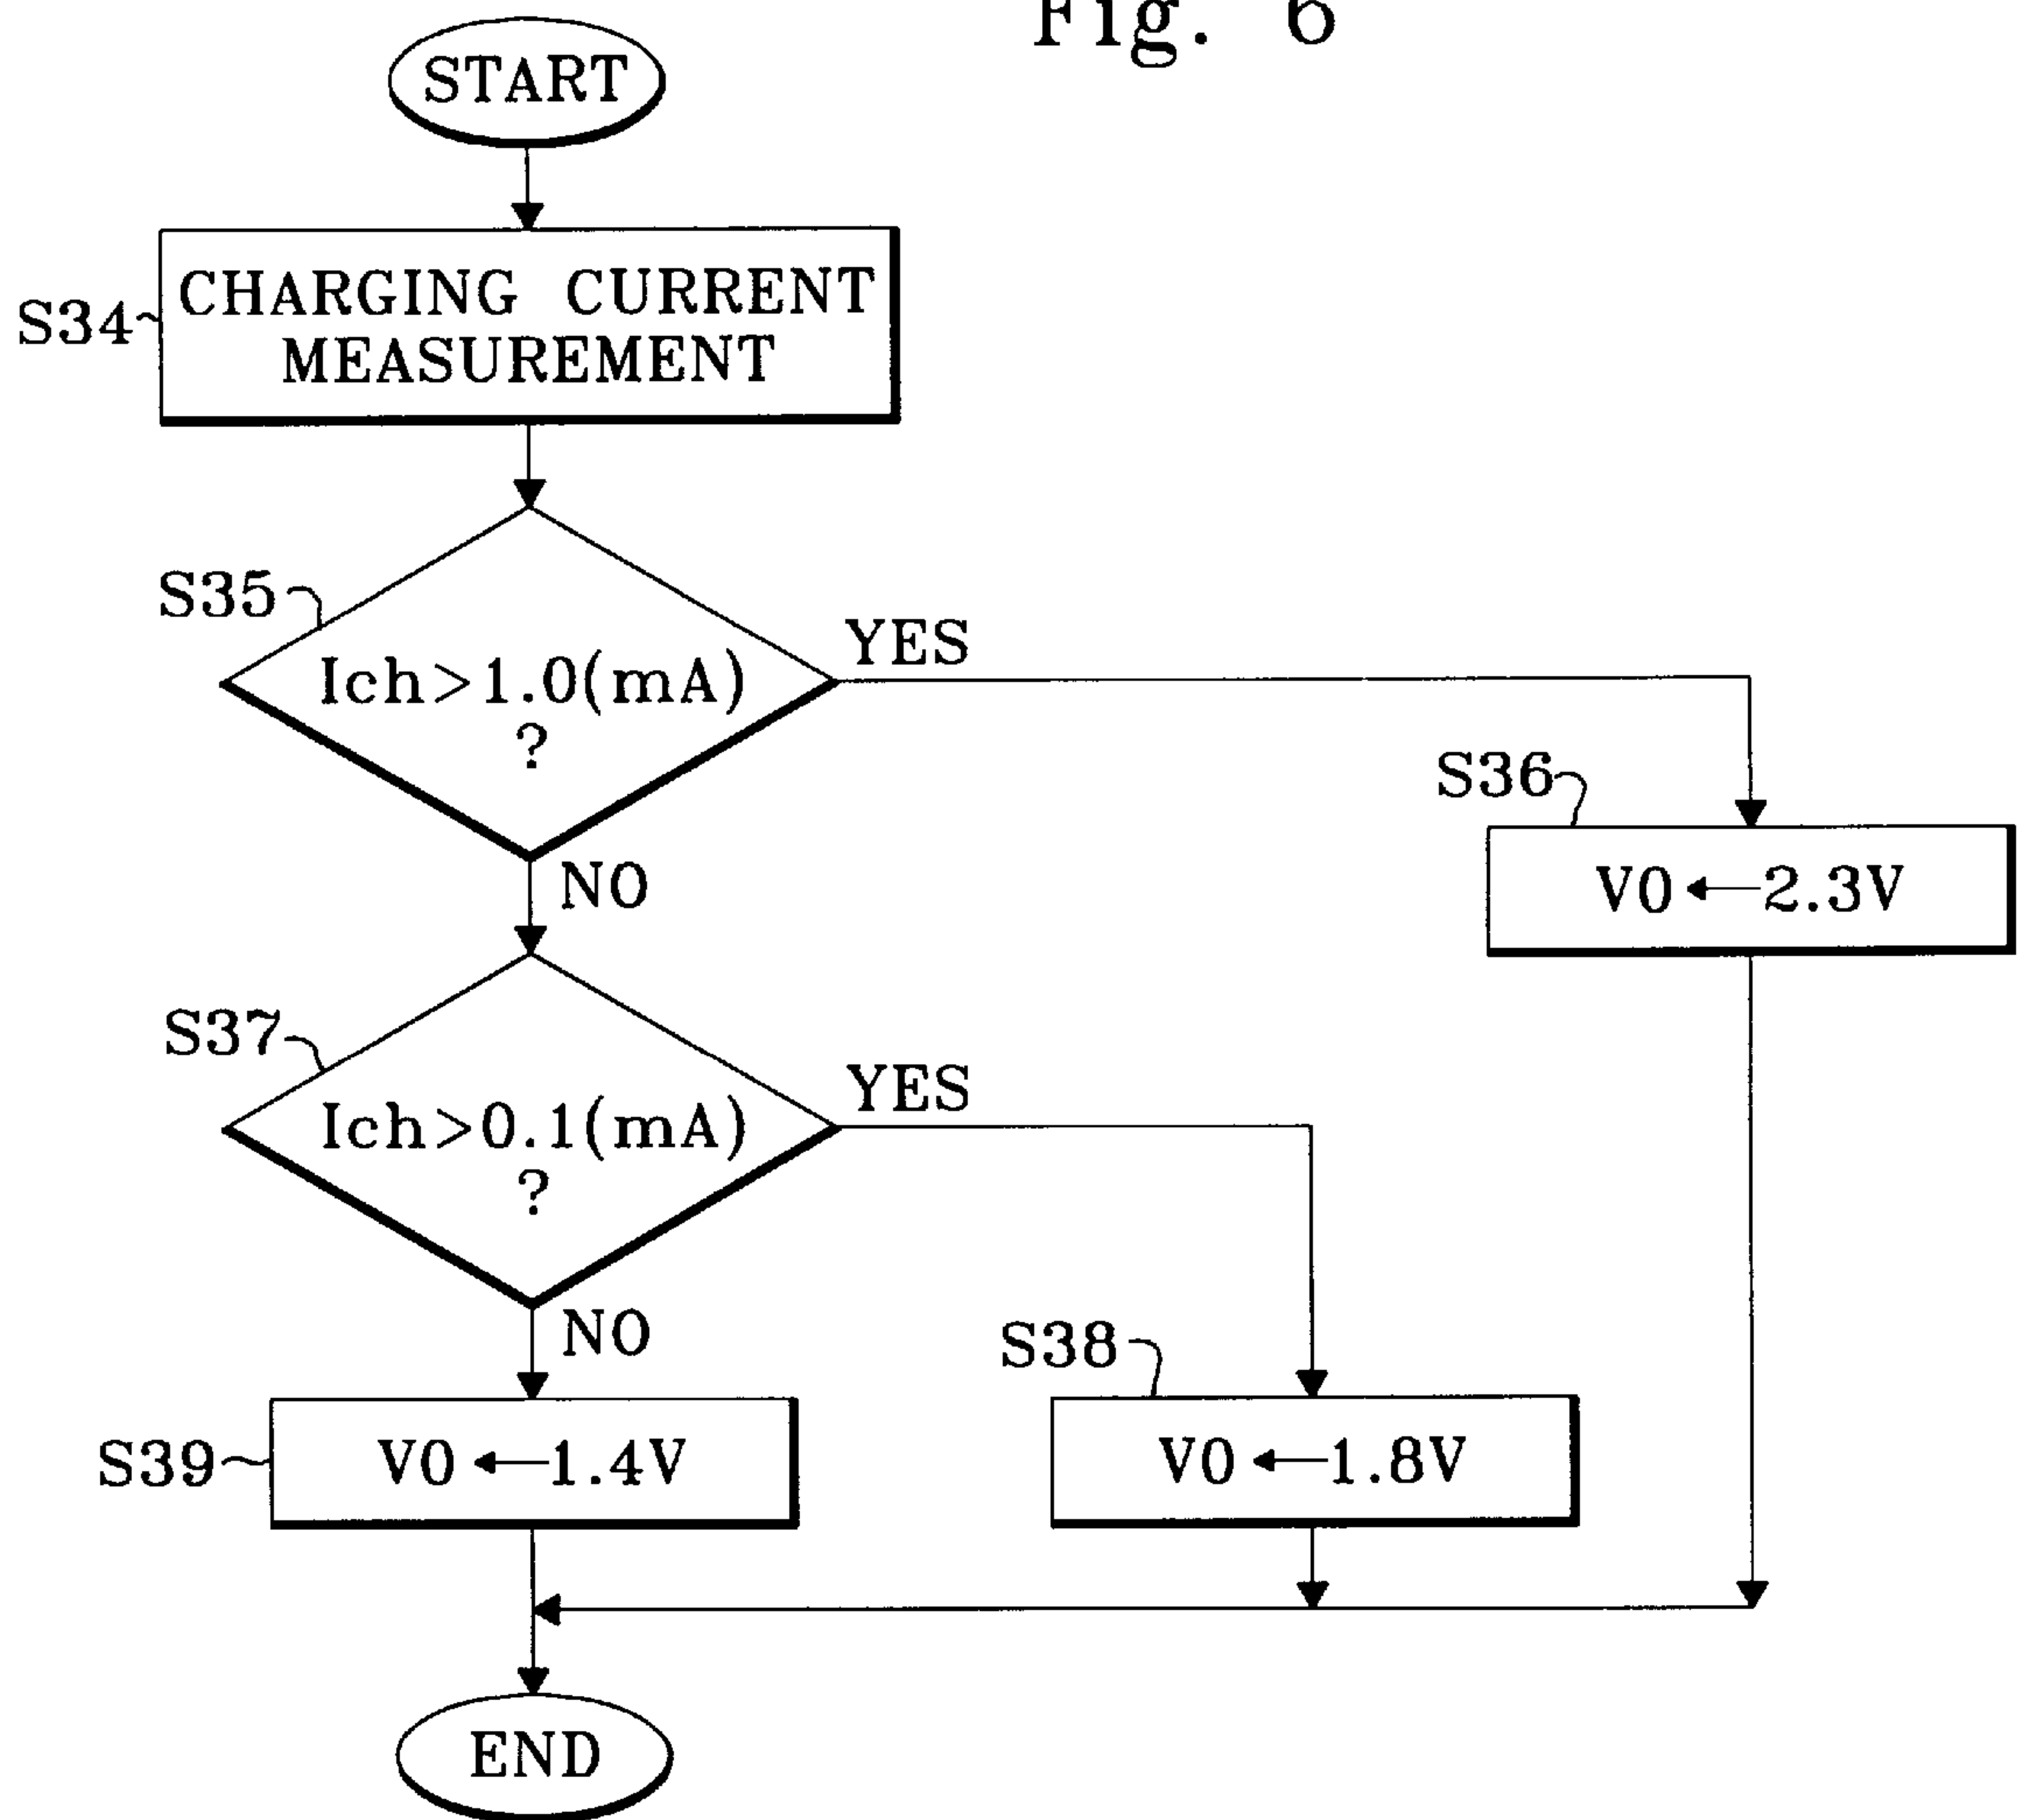 Fig. 6
START
S34
CHARGING CURRENT
MEASUREMENT
S35
Ich>1.0(mA)
?
YES
NO
S36
V0 ←2.3V
S37
Ich>0.1(mA)
?
YES
NO
S38
V0 ←1.8V
S39
V0 ←1.4V
END